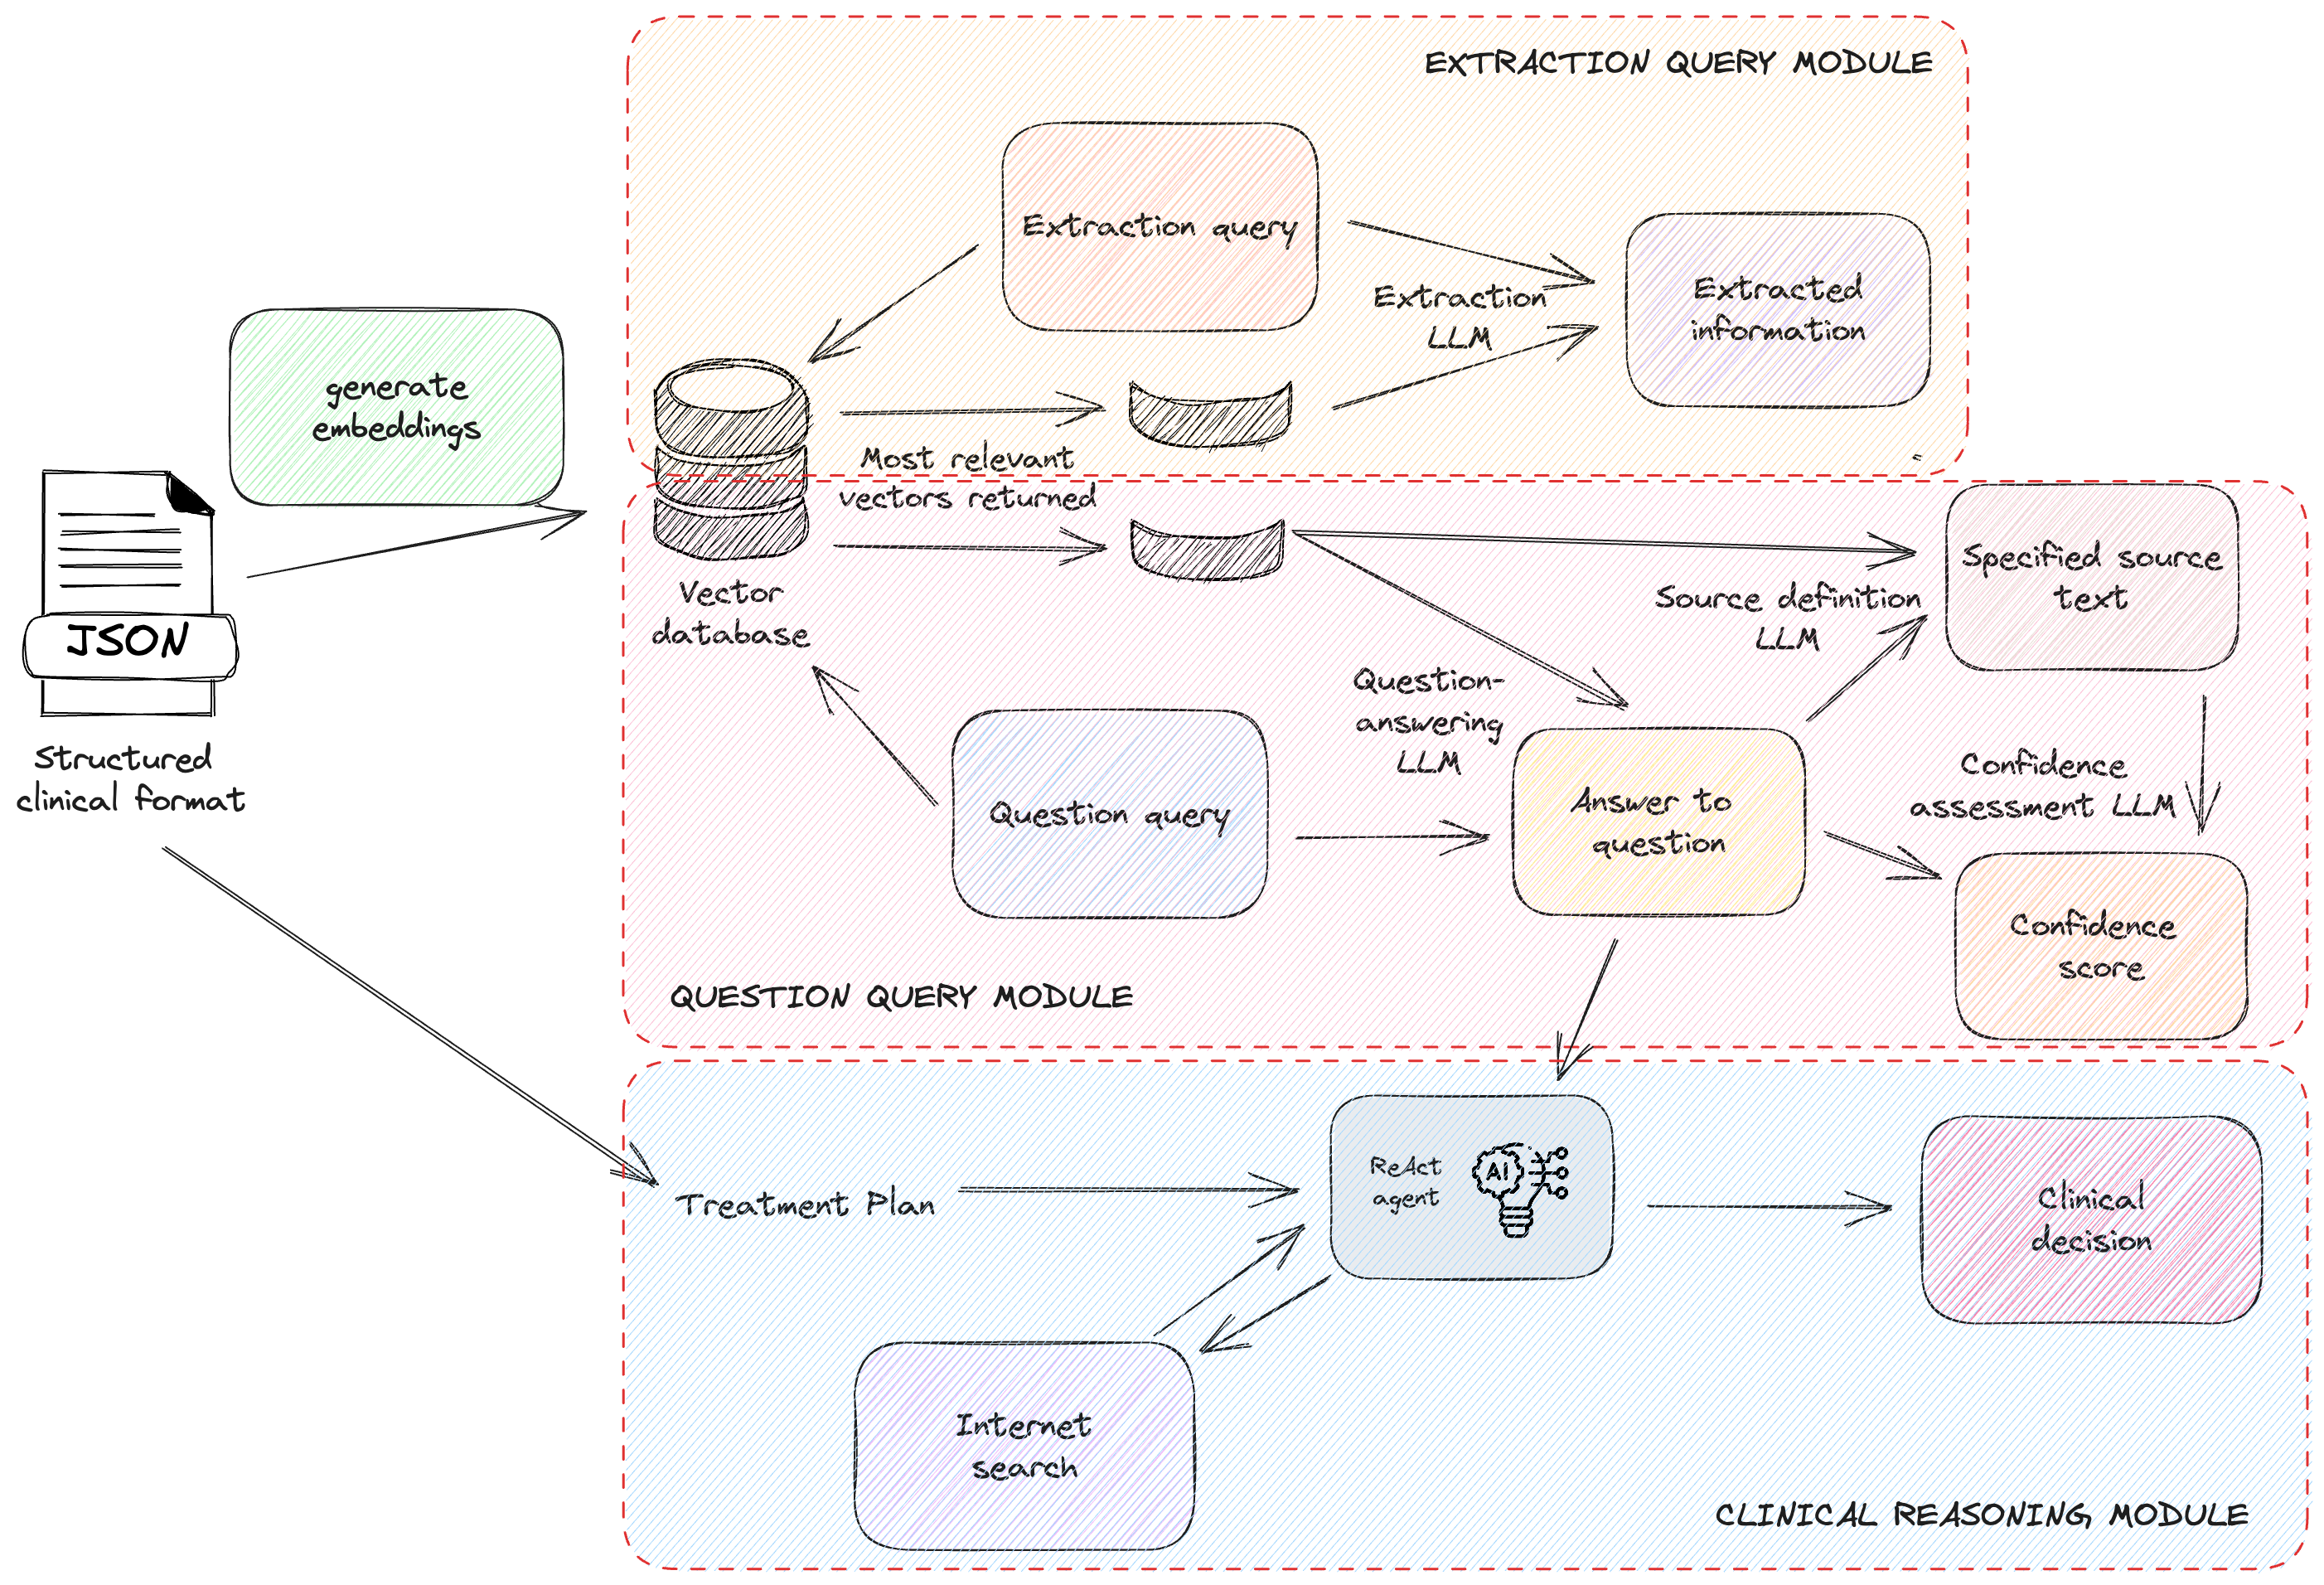 EXTRACTION QUERY MODULE
Extraction query
Extraction
LLM
Extracted
information
generate
embeddings
Most relevant
vectors returned
JSON
Structured
clinical format
Vector
database
Specified source
text
Source definition
LLM
Question-
answering
LLM
Question query
Answer to
question
Confidence
assessment LLM
Confidence
score
QUESTION QUERY MODULE
Treatment Plan
ReAct
agent
AI
Clinical
decision
Internet
search
CLINICAL REASONING MODULE